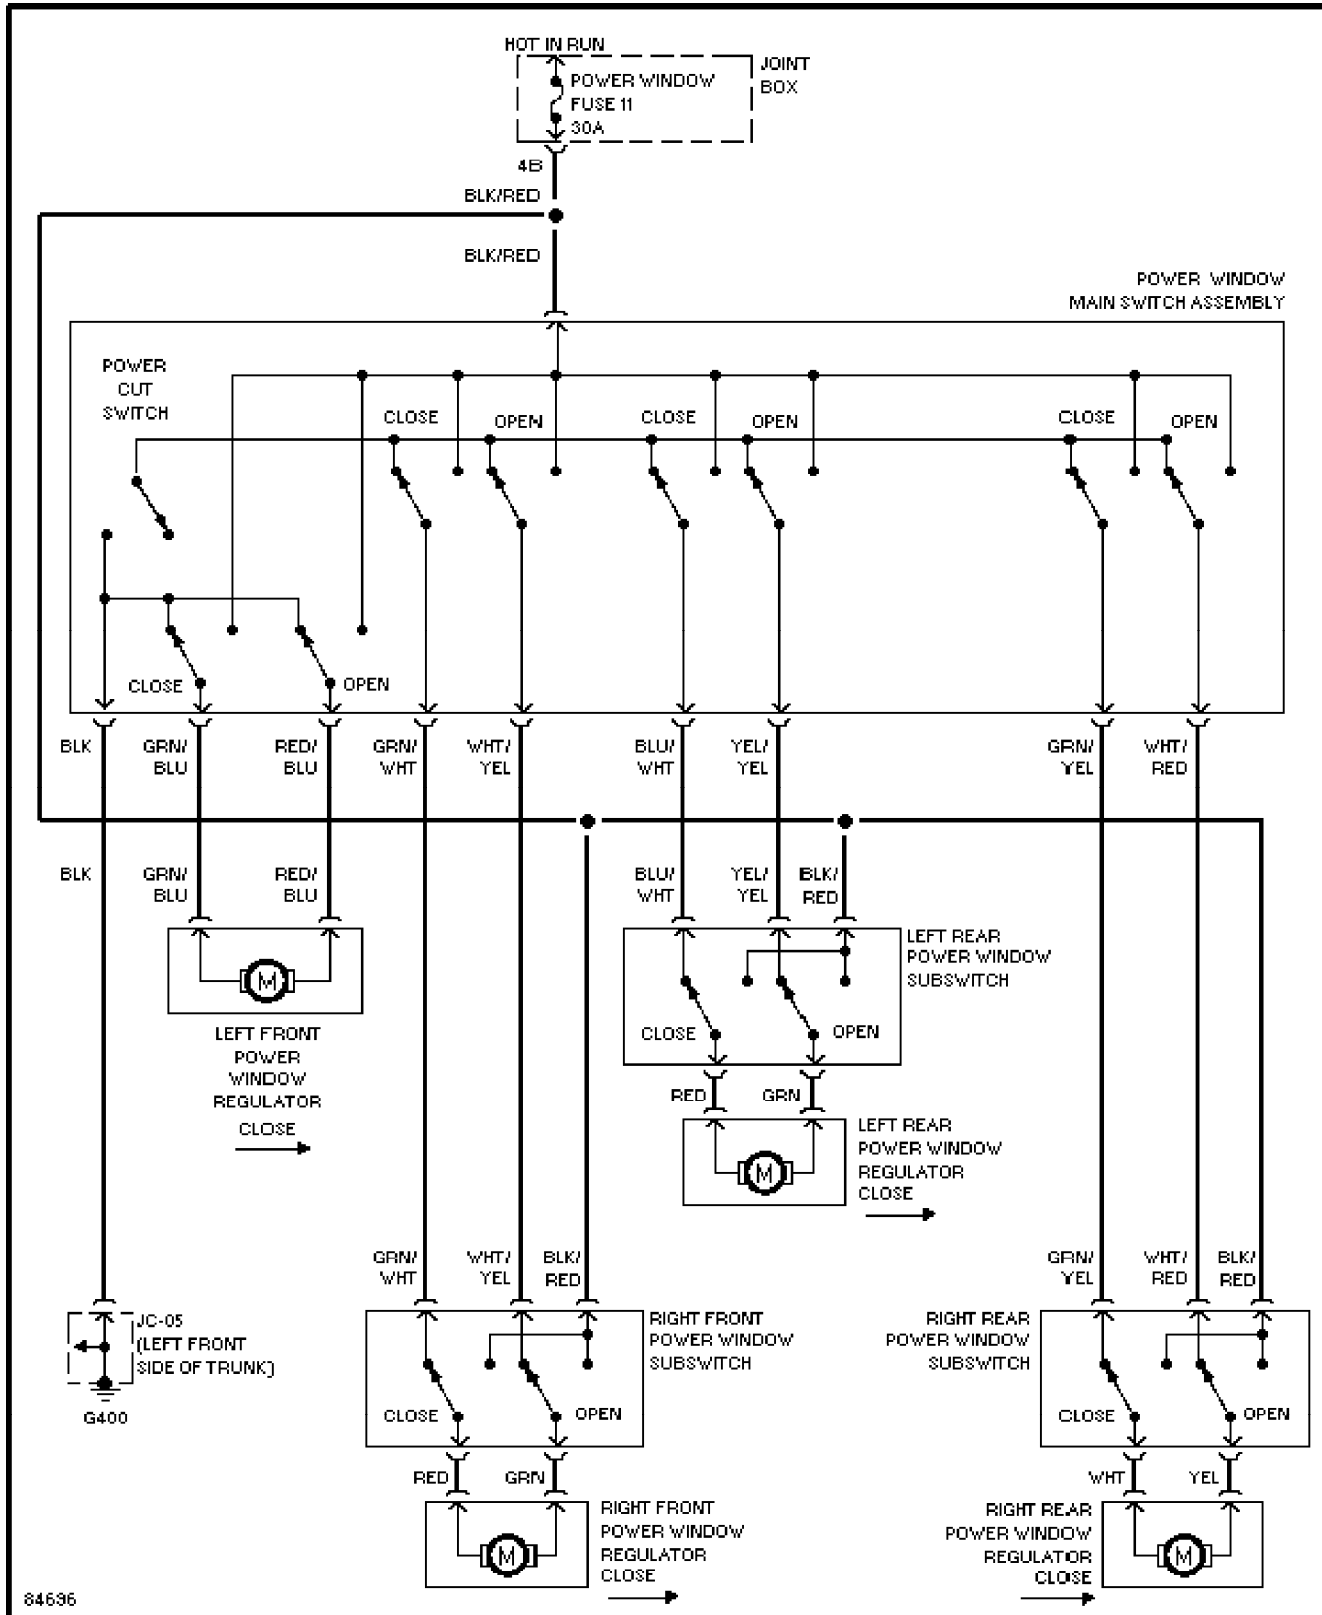 HOT IN RUN
POWER WINDOW
FUSE 11
30A
JOINT
BOX
4B
BLK/RED
BLK/RED
POWER WINDOW
MAIN SWITCH ASSEMBLY
POWER
CUT
SWITCH
CLOSE
OPEN
CLOSE
OPEN
CLOSE
OPEN
CLOSE
OPEN
BLK
GRN/
BLU
RED/
BLU
GRN/
WHT
WHT/
YEL
BLU/
WHT
YEL/
YEL
GRN/
YEL
WHT/
RED
BLK
GRN/
BLU
RED/
BLU
BLU/
WHT
YEL/
YEL
BLK/
RED
LEFT REAR
POWER WINDOW
SUBSWITCH
CLOSE
OPEN
M
LEFT FRONT
POWER
WINDOW
REGULATOR
CLOSE
RED
GRN
M
LEFT REAR
POWER WINDOW
REGULATOR
CLOSE
GRN/
WHT
WHT/
YEL
BLK/
RED
GRN/
YEL
WHT/
RED
BLK/
RED
JC-05
(LEFT FRONT
SIDE OF TRUNK)
G400
RIGHT FRONT
POWER WINDOW
SUBSWITCH
CLOSE
OPEN
RIGHT REAR
POWER WINDOW
SUBSWITCH
CLOSE
OPEN
RED
GRN
WHT
YEL
M
RIGHT FRONT
POWER WINDOW
REGULATOR
CLOSE
RIGHT REAR
POWER WINDOW
REGULATOR
CLOSE
M
84696